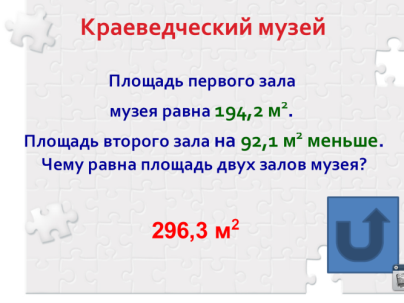 Краеведческий музей
Площадь первого зала
музея равна 194,2 м².
Площадь второго зала на 92,1 м² меньше.
Чему равна площадь двух залов музея?
296,3 м²